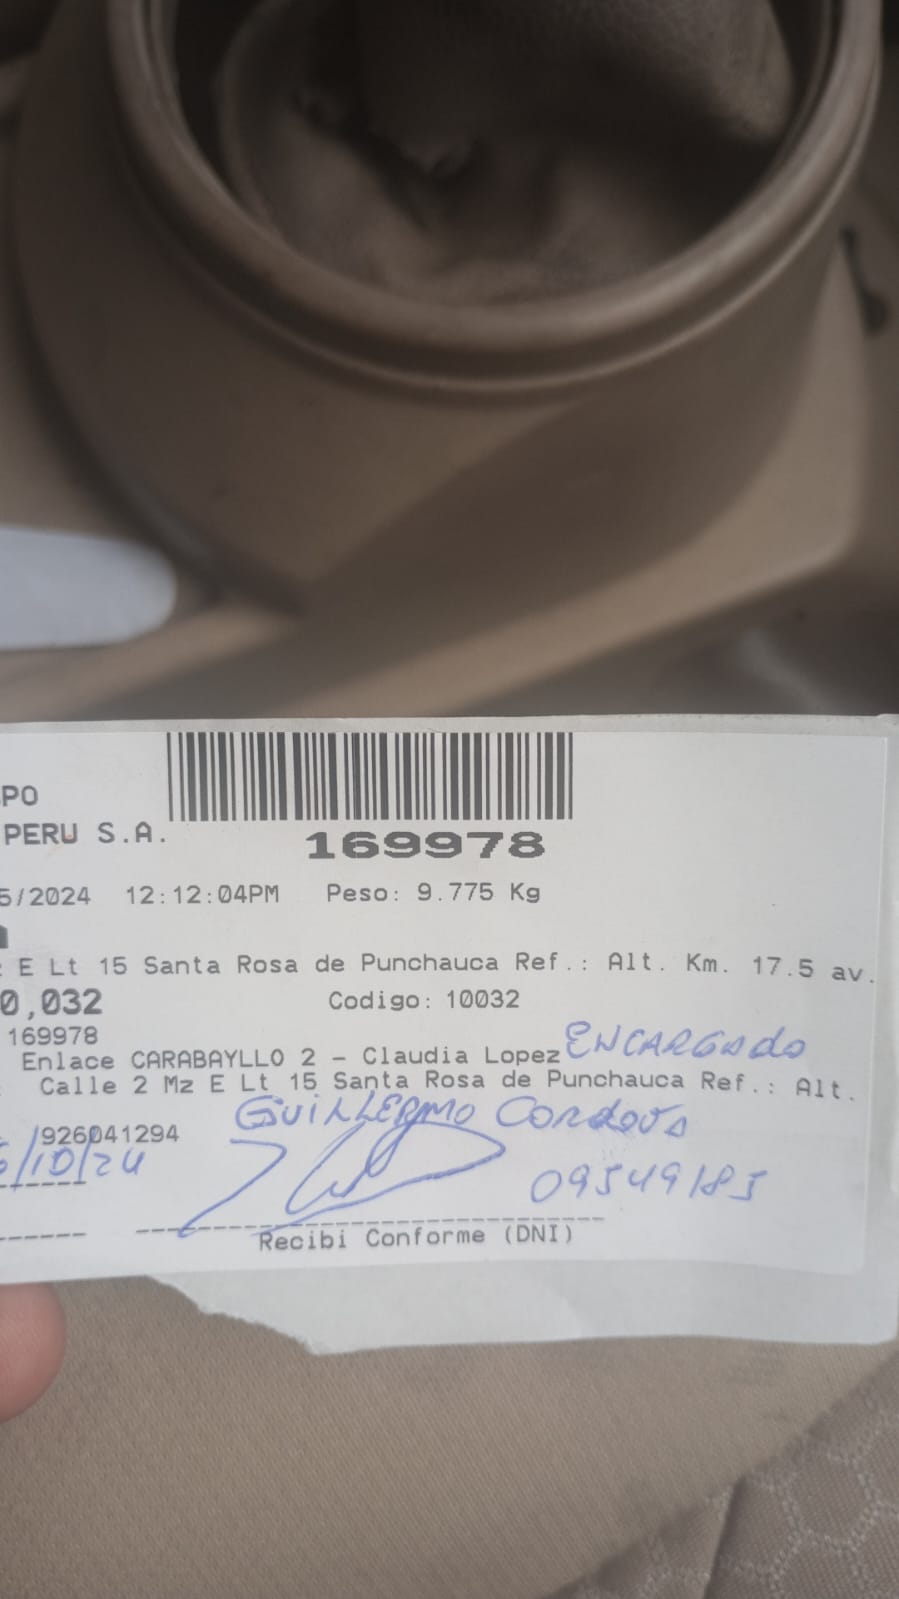 PO
PERU S.A.
169978
5/2024 12:12:04PM Peso: 9.775 Kg
E Lt 15 Santa Rosa de Punchauca Ref.: Alt. Km. 17.5 av.
0,032 Codigo: 10032
169978
Enlace CARABAYLLO 2 - Claudia Lopez ENCARGADO
Calle 2 Mz E Lt 15 Santa Rosa de Punchauca Ref.: Alt.
GUILLERMO Cordova
926041294
/10/24 09549185
Recibi Conforme (DNI)